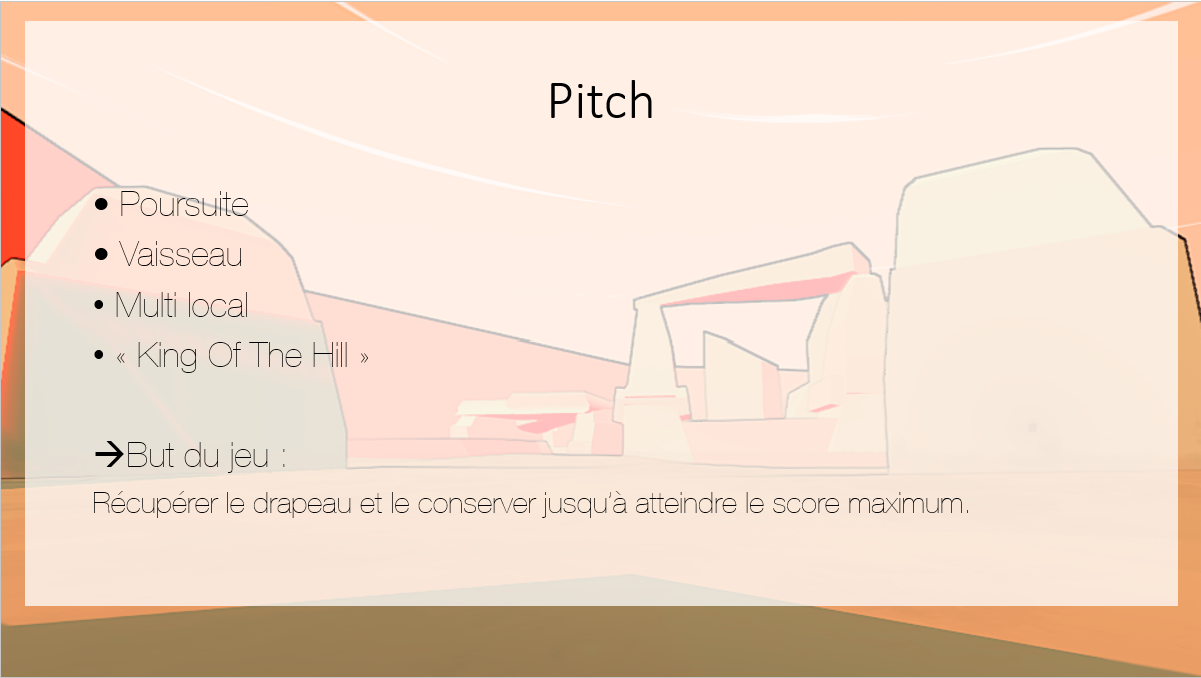 Pitch
• Poursuite
• Vaisseau
• Multi local
• « King Of The Hill »
→But du jeu :
Récupérer le drapeau et le conserver jusqu'à atteindre le score maximum.